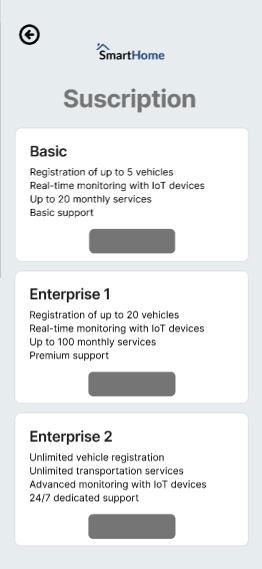 SmartHome
Suscription
Basic
Registration of up to 5 vehicles
Real-time monitoring with IoT devices
Up to 20 monthly services
Basic support
Enterprise 1
Registration of up to 20 vehicles
Real-time monitoring with IoT devices
Up to 100 monthly services
Premium support
Enterprise 2
Unlimited vehicle registration
Unlimited transportation services
Advanced monitoring with IoT devices
24/7 dedicated support